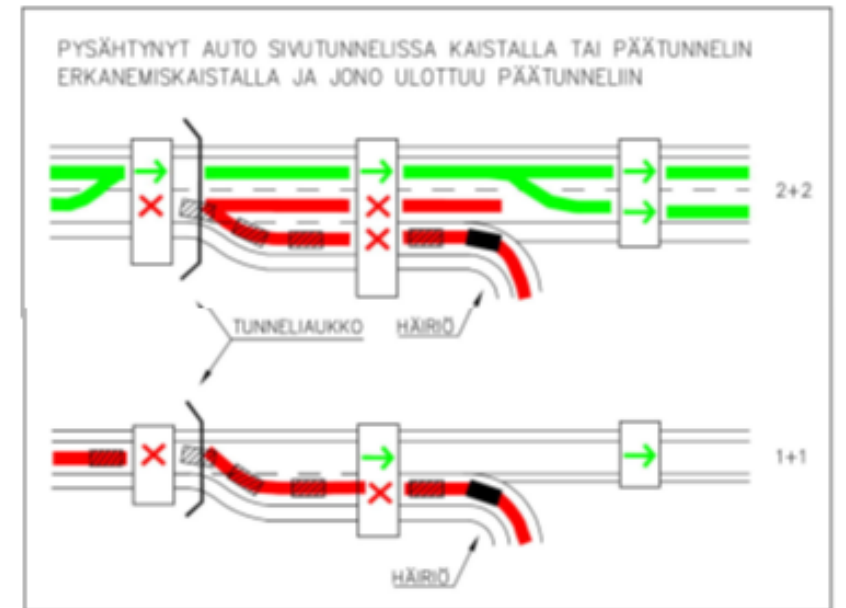 PYSÄHTYNYT AUTO SIVUTUNNELISSA KAISTALLA TAI PÄÄTUNNELIN
ERKANEMISKAISTALLA JA JONO ULOTTUU PÄÄTUNNELIIN
2+2
TUNNELIAUKKO
HÄIRIÖ
1+1
HÄIRIÖ